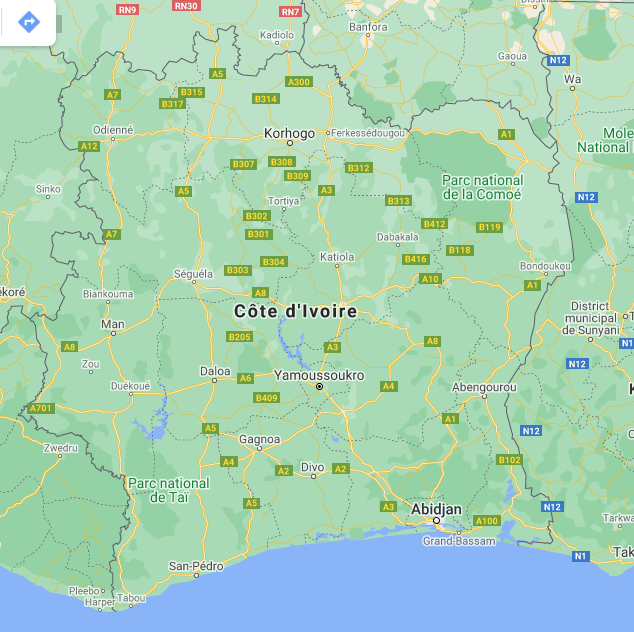 RN9
RN30
RN7
Banfora
Kadiolo
Gaoua
N12
Wa
A5
A300
A7
B315
B317
B314
Odienné
Korhogo
Ferkessédougou
A1
Mole
National
A12
B307
B308
B309
B312
Parc national
de la Comoé
Sinko
A5
A3
Tortiya
B313
N12
B302
B301
B412
B119
A7
Dabakala
B118
Katiola
B416
Bondoukou
B303
B304
Séguéla
A10
A1
ékoré
Biankouma
A8
Côte d'Ivoire
District
municipal
de Sunyani
Man
B205
A3
A8
A8
N12
Zou
Daloa
A6
Yamoussoukro
A4
Abengourou
Duékoué
B409
A701
A5
A1
N12
Gagnoa
Zwedru
A4
A2
Divo
A2
B102
Parc national
de Taï
A5
A3
Abidjan
A100
N12
Grand-Bassam
Tarkwa
N1
San-Pédro
Pleebo
Harper
Tabou